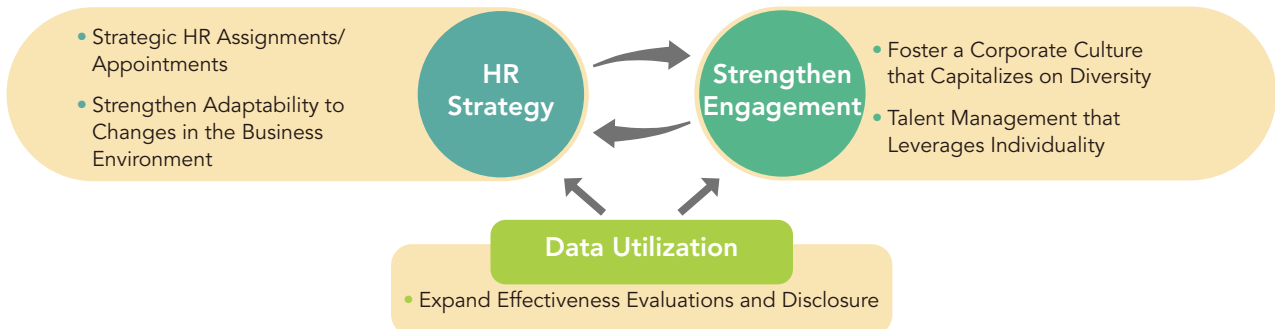 • Strategic HR Assignments/
Appointments
• Strengthen Adaptability to
Changes in the Business
Environment
HR
Strategy
Strengthen
Engagement
• Foster a Corporate Culture
that Capitalizes on Diversity
• Talent Management that
Leverages Individuality
Data Utilization
• Expand Effectiveness Evaluations and Disclosure